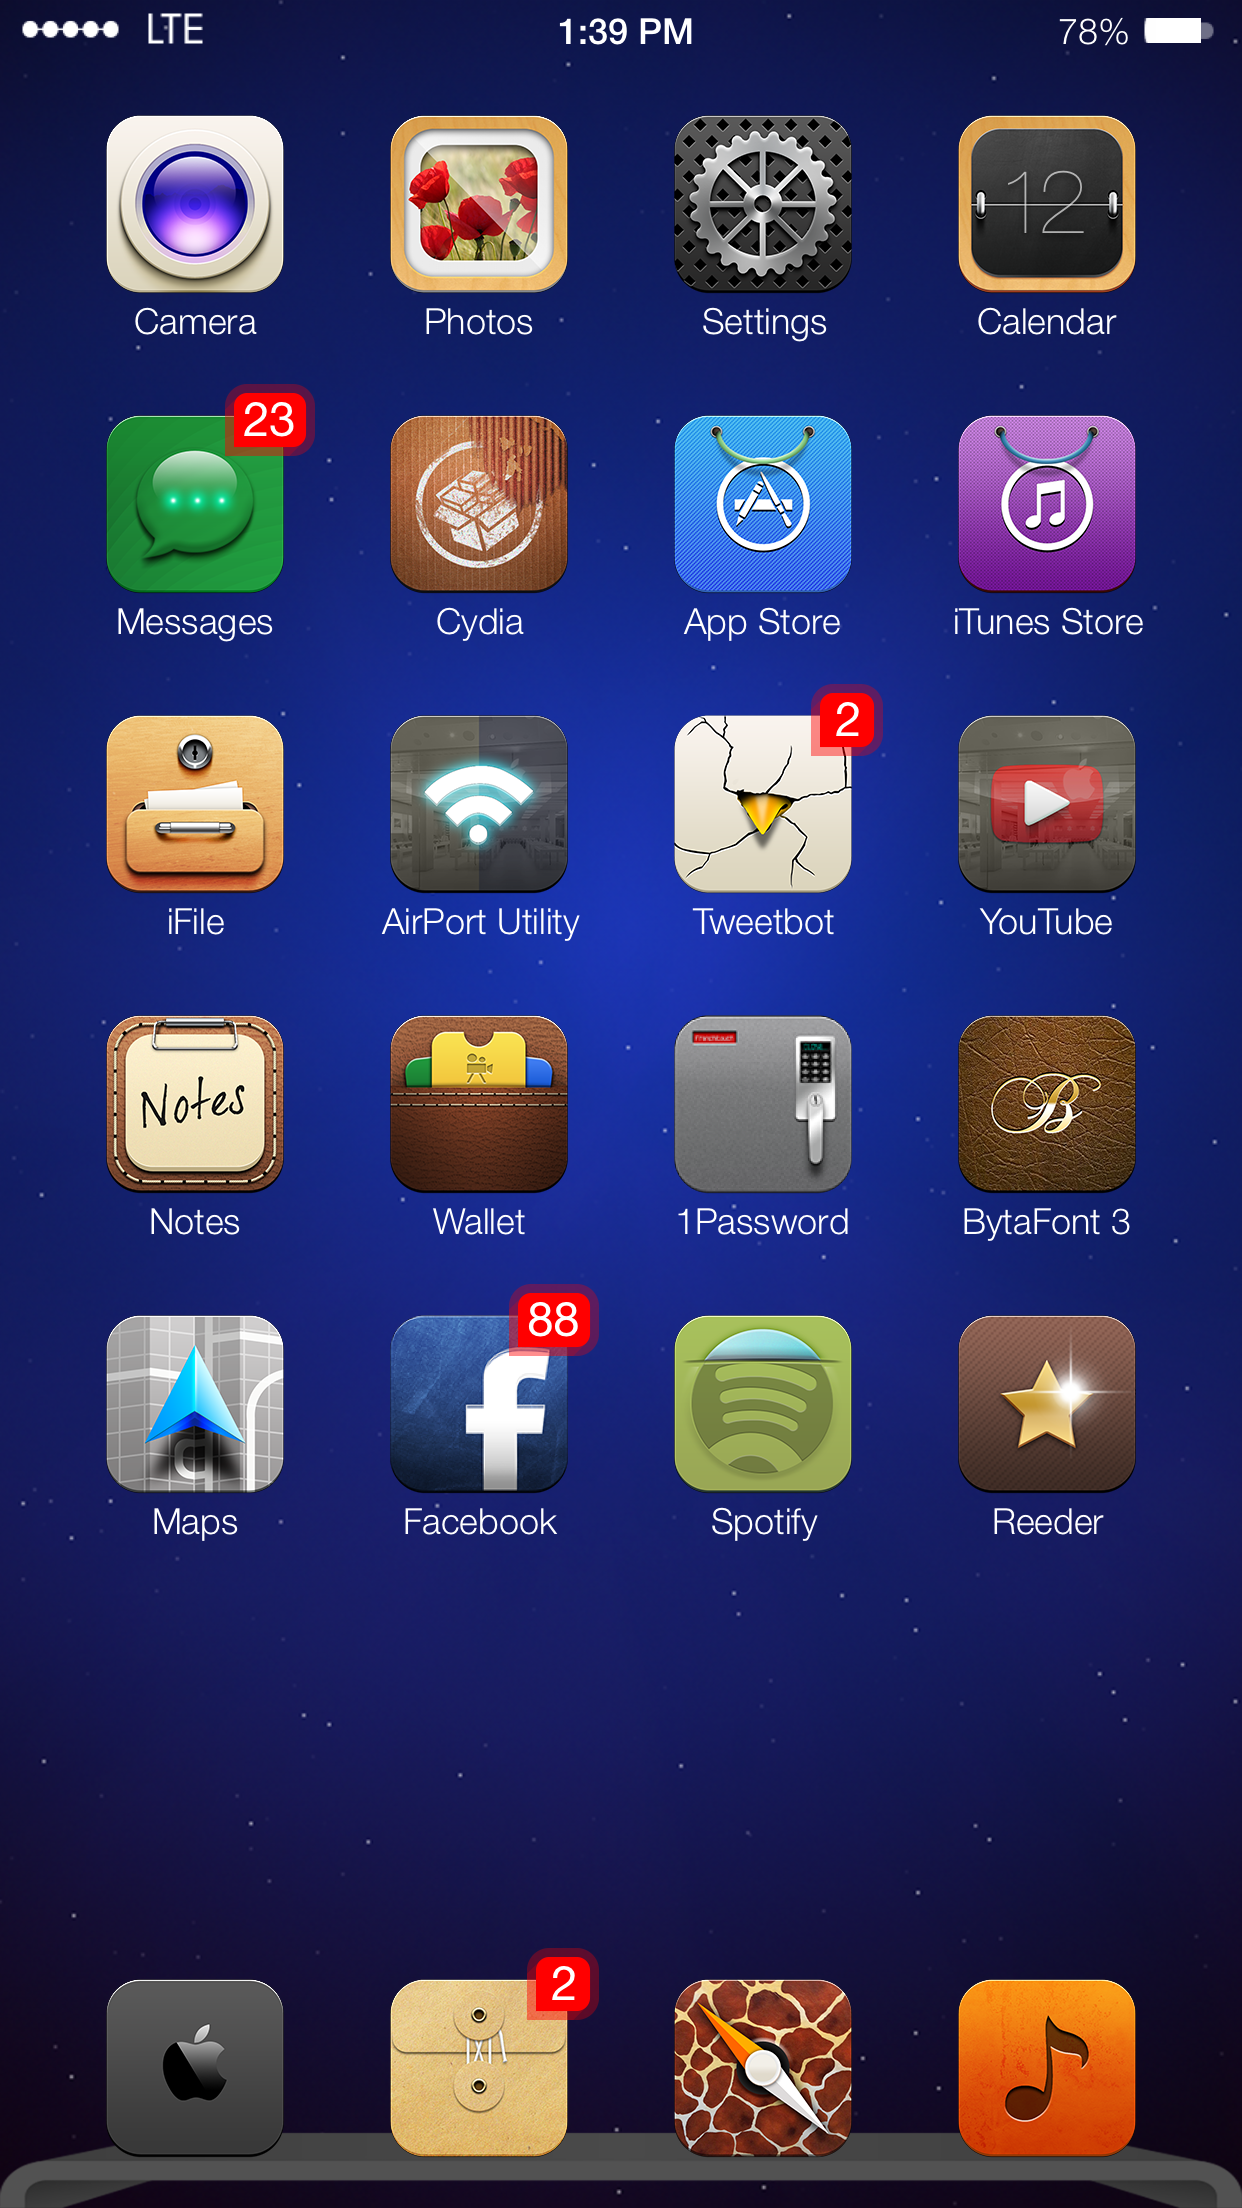 LTE 1:39 PM 78%
12
Camera Photos Settings Calendar
23
Messages Cydia App Store iTunes Store
2
iFile AirPort Utility Tweetbot YouTube
Notes
Notes Wallet 1Password BytaFont 3
88
Maps Facebook Spotify Reeder
2